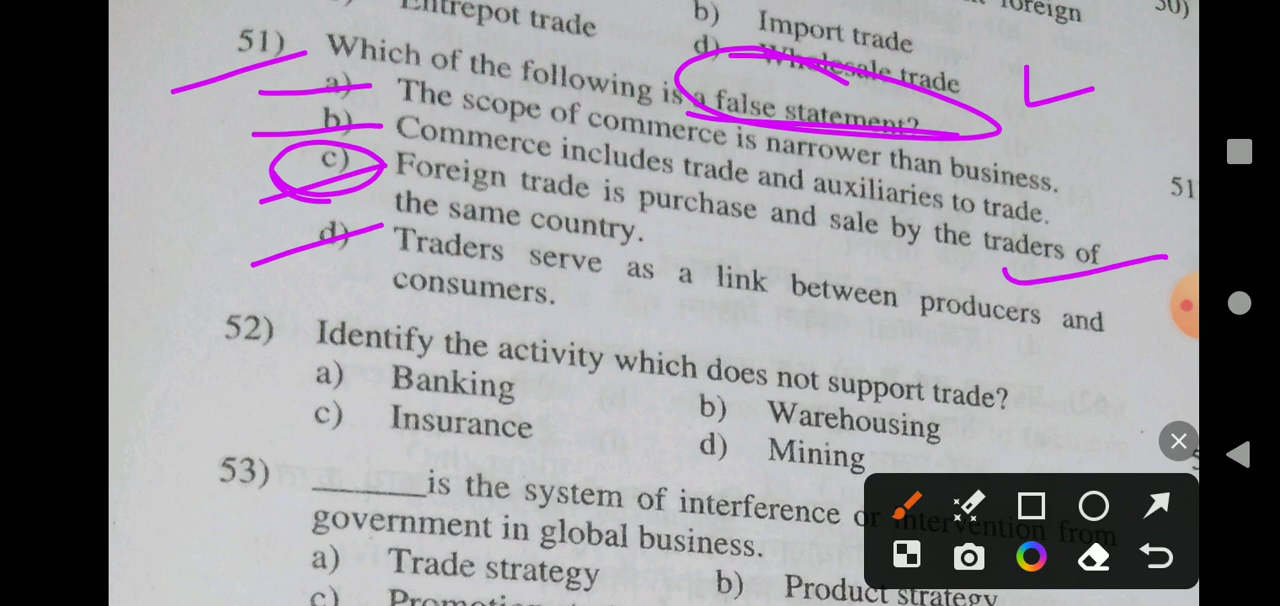 Entrepot trade b) Import trade
foreign 50)
d) Wholesale trade
51) Which of the following is a false statement?
a) The scope of commerce is narrower than business.
b) Commerce includes trade and auxiliaries to trade.
c) Foreign trade is purchase and sale by the traders of
the same country.
d) Traders serve as a link between producers and
consumers.
51
52) Identify the activity which does not support trade?
a) Banking b) Warehousing
c) Insurance d) Mining
53) ______is the system of interference or intervention from
government in global business.
a) Trade strategy b) Product strategy
c)